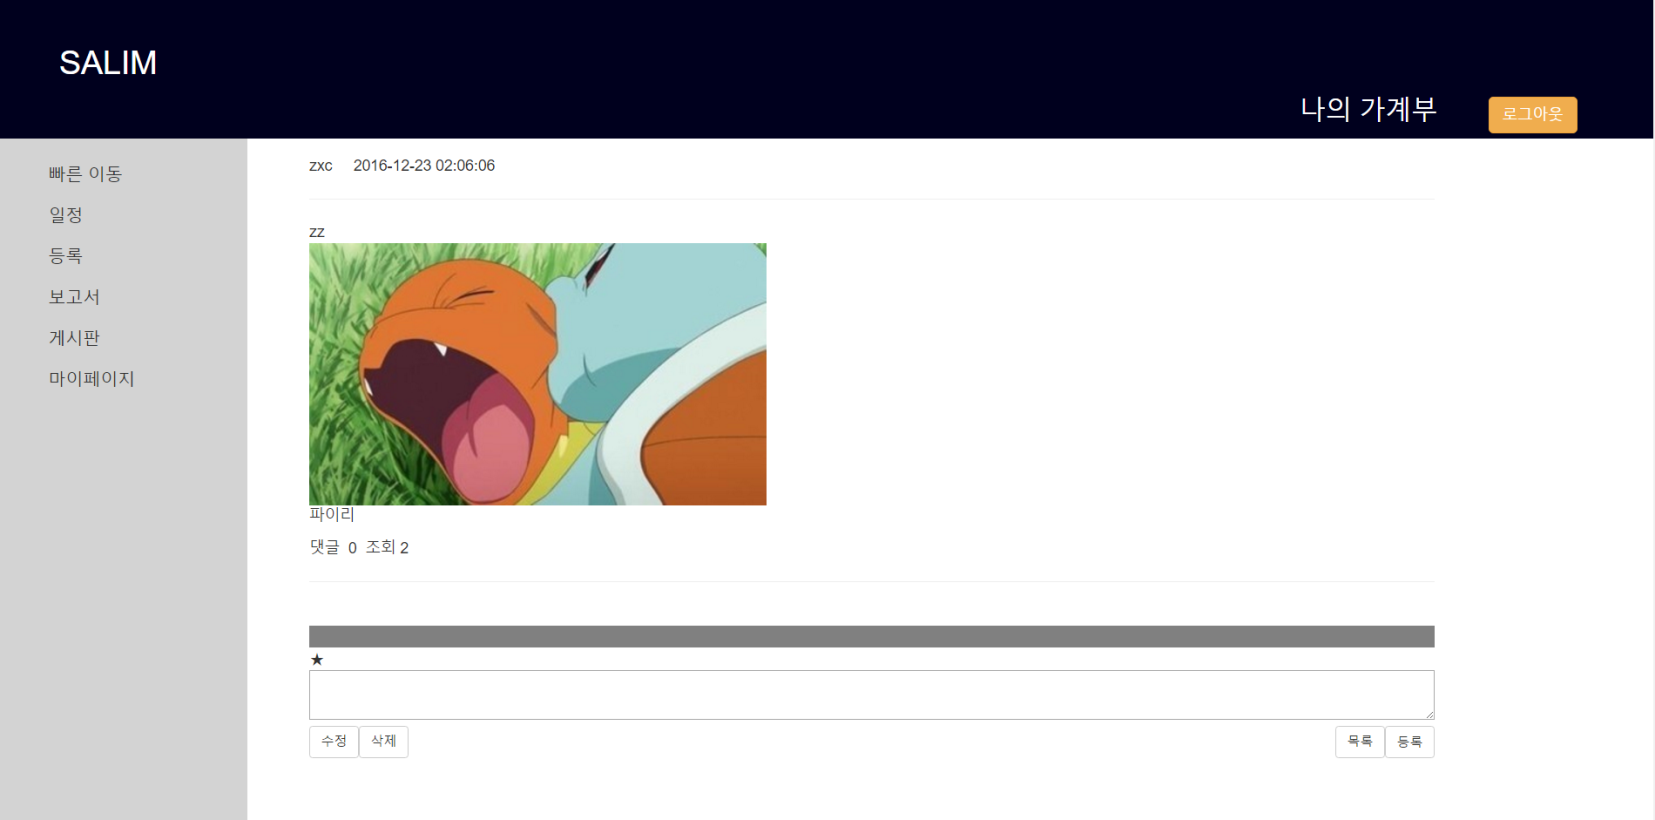 SALIM
나의 가계부 로그아웃
빠른 이동
일정
등록
보고서
게시판
마이페이지
zxc 2016-12-23 02:06:06
zz
파이리
댓글 0 조회 2
★
수정 삭제 목록 등록